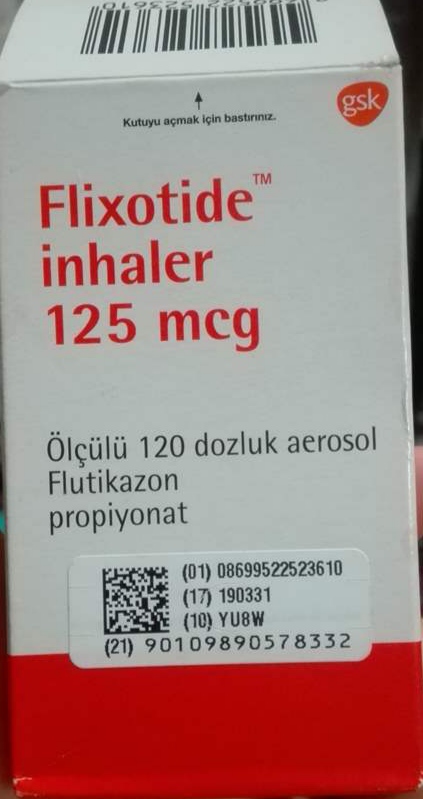 Kutuyu açmak için bastırınız.
gsk
Flixotide™
inhaler
125 mcg
Ölçülü 120 dozluk aerosol
Flutikazon
propiyonat
(01) 08699522523610
(17) 190331
(10) YU8W
(21) 90109890578332